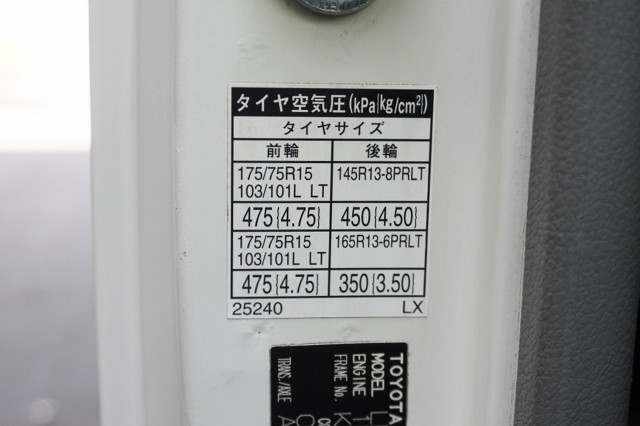 タイヤ空気圧(kPa{kg/cm²})
タイヤサイズ
前輪 後輪
175/75R15 103/101L LT 145R13-8PRLT
475{4.75} 450{4.50}
175/75R15 103/101L LT 165R13-6PRLT
475{4.75} 350{3.50}
25240 LX
TOYOTA
MODEL
ENGINE 1
FRAME No. K
TRANS./AXLE